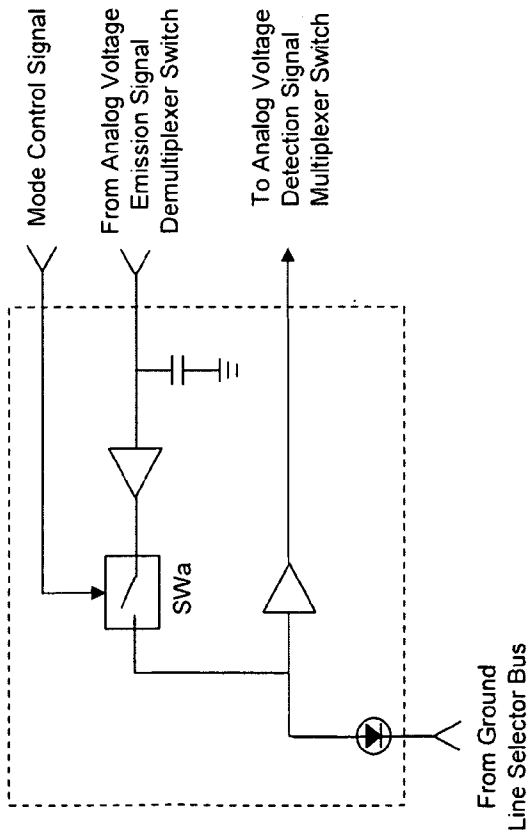 Mode Control Signal
From Analog Voltage
Emission Signal
Demultiplexer Switch
To Analog Voltage
Detection Signal
Multiplexer Switch
SWa
From Ground
Line Selector Bus